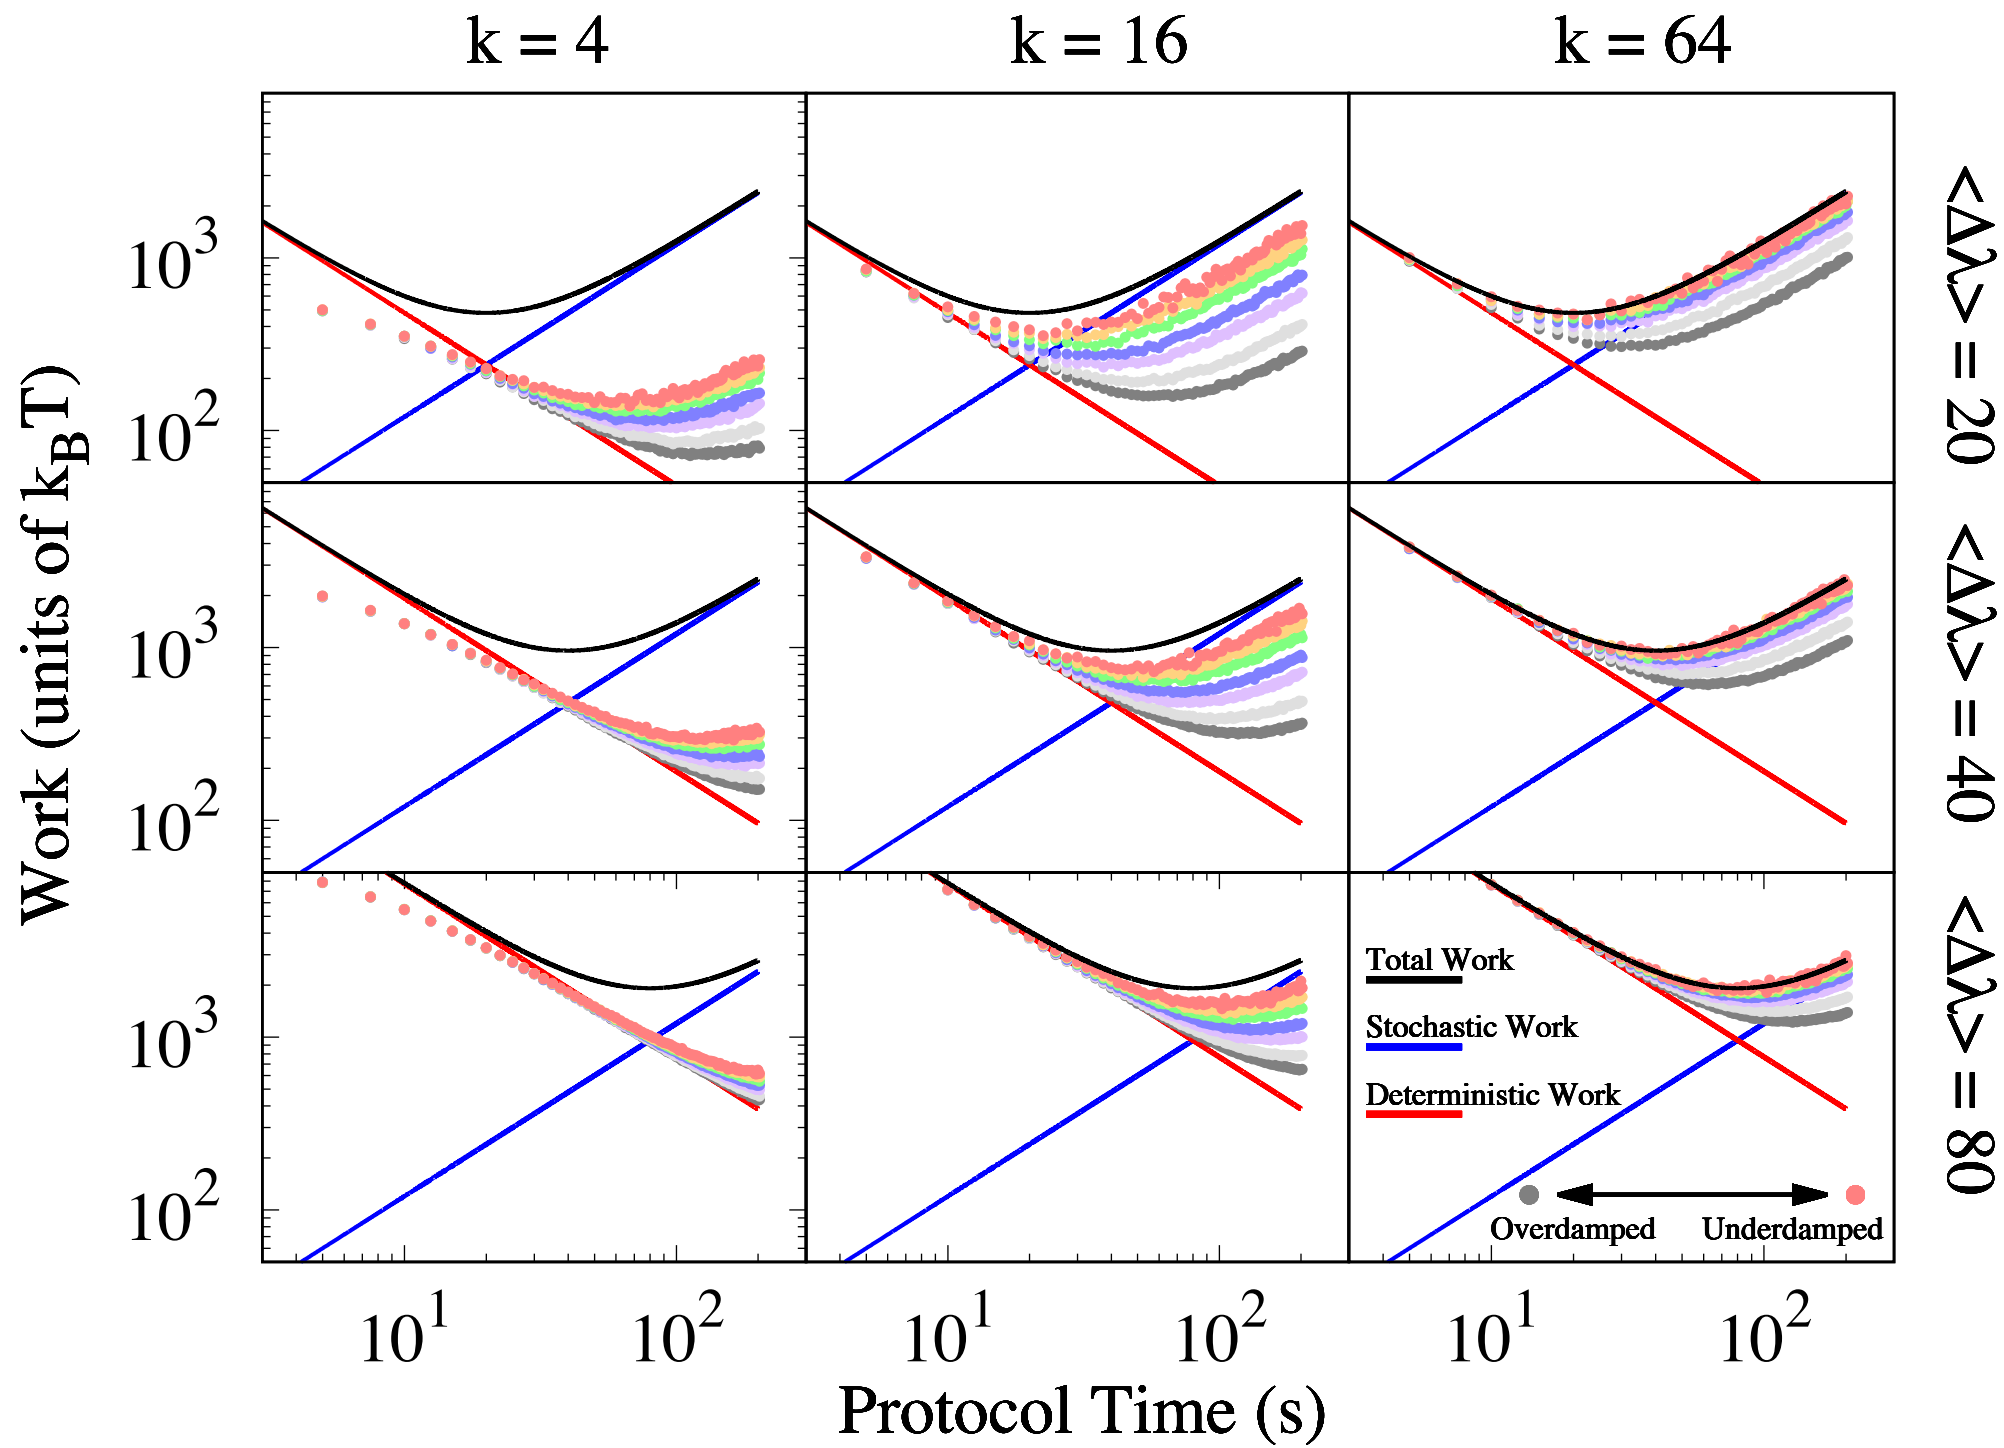 k = 4
k = 16
k = 64
Work (units of k_BT)
10^3
10^2
<Δλ> = 20
10^3
10^2
<Δλ> = 40
10^3
10^2
<Δλ> = 80
Total Work
Stochastic Work
Deterministic Work
Overdamped
Underdamped
10^1
10^2
10^1
10^2
10^1
10^2
Protocol Time (s)